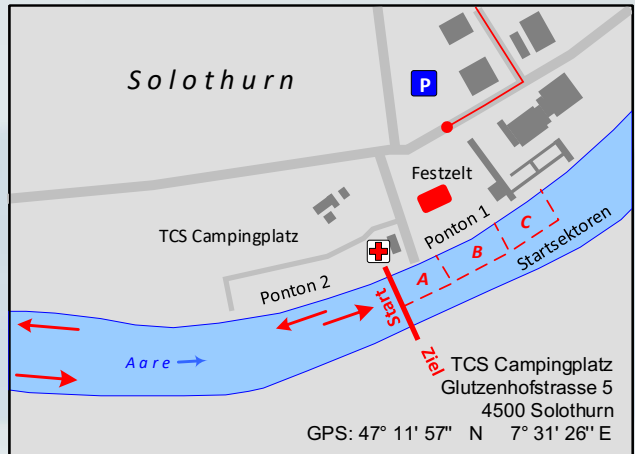 Solothurn
P
Festzelt
TCS Campingplatz
Ponton 1
Ponton 2
A
B
C
Startsektoren
Start
Ziel
Aare
TCS Campingplatz
Glutzenhofstrasse 5
4500 Solothurn
GPS: 47° 11' 57'' N 7° 31' 26'' E